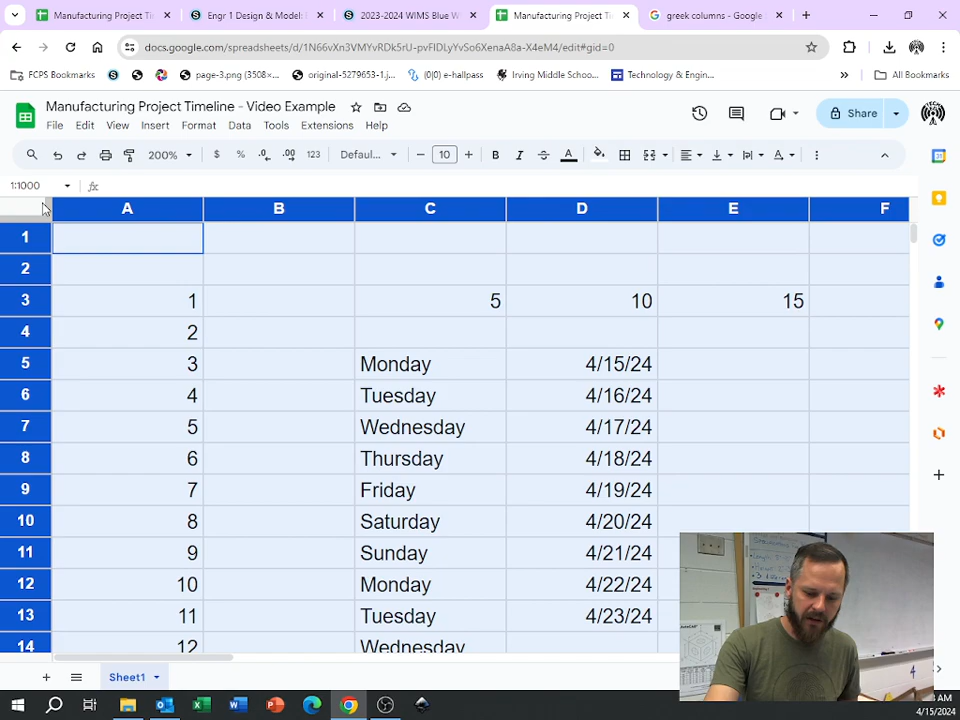 Manufacturing Project Tim
Engr 1 Design & Model:
2023-2024 WIMS Blue W
Manufacturing Project Tim
greek columns - Google
docs.google.com/spreadsheets/d/1N66vXn3VMYvRDk5rU-pvFIDLyYvSo6XenaA8a-X4eM4/edit#gid=0
FCPS Bookmarks
page-3.png (3508×...
original-5279653-1.j...
(0|0) e-hallpass
Irving Middle Schoo...
Technology & Engin...
All Bookmarks
Manufacturing Project Timeline - Video Example
Share
File Edit View Insert Format Data Tools Extensions Help
200% $ % .0 .00 123 Defaul... 10 B I A
1:1000 fx
A B C D E F
1
2
3 1 5 10 15
4 2
5 3 Monday 4/15/24
6 4 Tuesday 4/16/24
7 5 Wednesday 4/17/24
8 6 Thursday 4/18/24
9 7 Friday 4/19/24
10 8 Saturday 4/20/24
11 9 Sunday 4/21/24
12 10 Monday 4/22/24
13 11 Tuesday 4/23/24
14 12 Wednesday
Sheet1
AM
4/15/2024